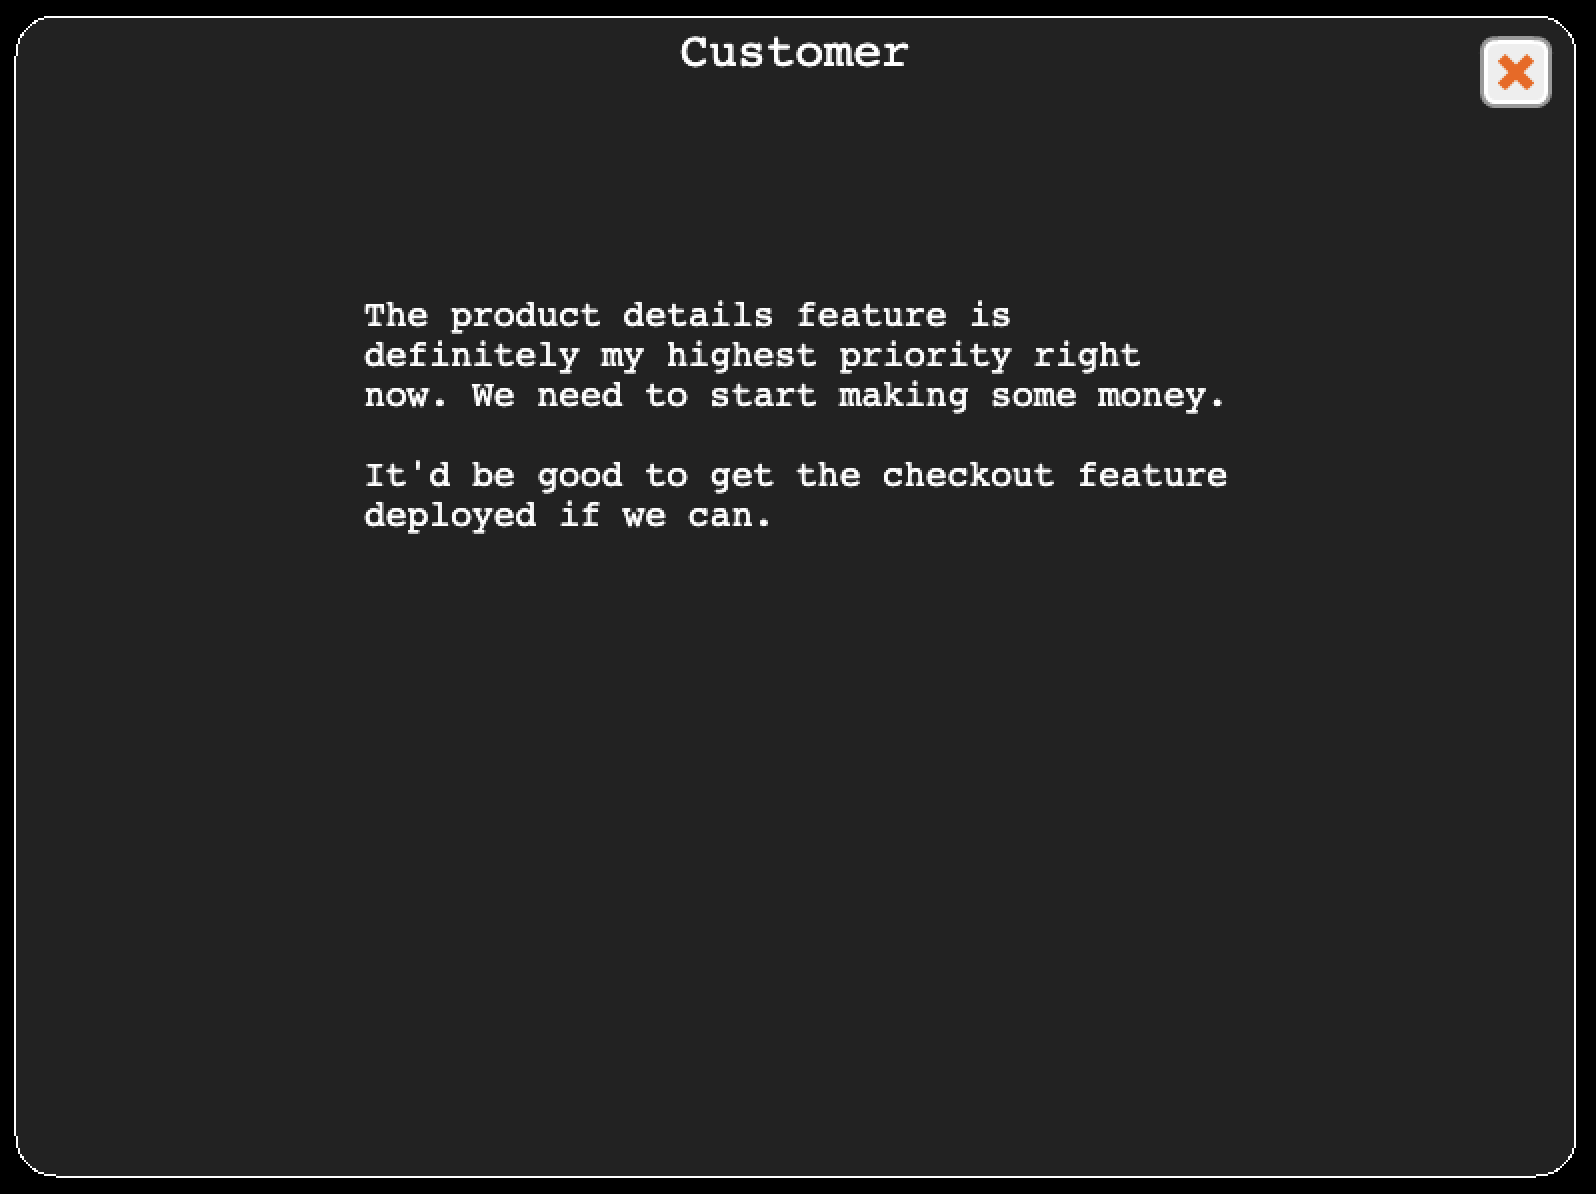 Customer
The product details feature is
definitely my highest priority right
now. We need to start making some money.
It'd be good to get the checkout feature
deployed if we can.